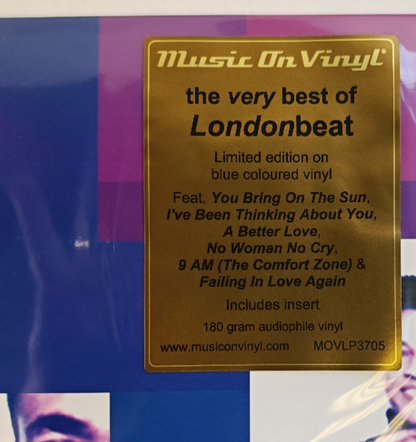 Music On Vinyl®
the very best of
Londonbeat
Limited edition on
blue coloured vinyl
Feat. You Bring On The Sun,
I've Been Thinking About You,
A Better Love,
No Woman No Cry,
9 AM (The Comfort Zone) &
Failing In Love Again
Includes insert
180 gram audiophile vinyl
www.musiconvinyl.com MOVLP3705